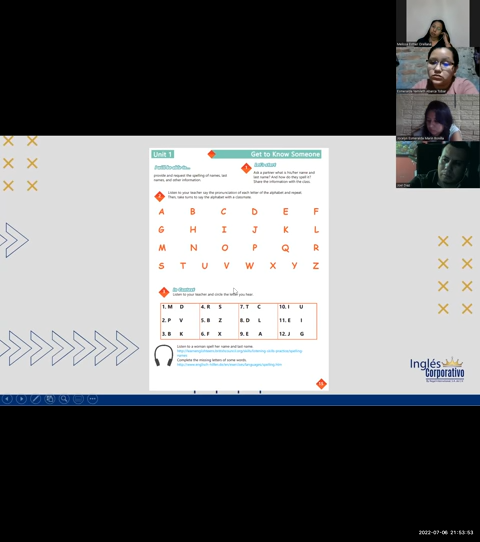 Unit 1
Get to Know Someone
provide and request the spelling of names, last
names, and other information.
Ask a partner what is his/her name and
last name? And how do they spell it?
Share the information with the class.
Listen to your teacher say the pronunciation of each letter of the alphabet and repeat.
Then, take turns to say the alphabet with a classmate.
A B C D E F
G H I J K L
M N O P Q R
S T U V W X Y Z
Listen to your teacher and circle the letter you hear.
1. M D 4. R S 7. T C 10. I U
2. P V 5. B Z 8. D L 11. E I
3. B K 6. F X 9. E A 12. J G
Listen to a woman spell her name and last name.
Complete the missing letters of some words.
Inglés
Corporativo
2022-07-06 21:53:53